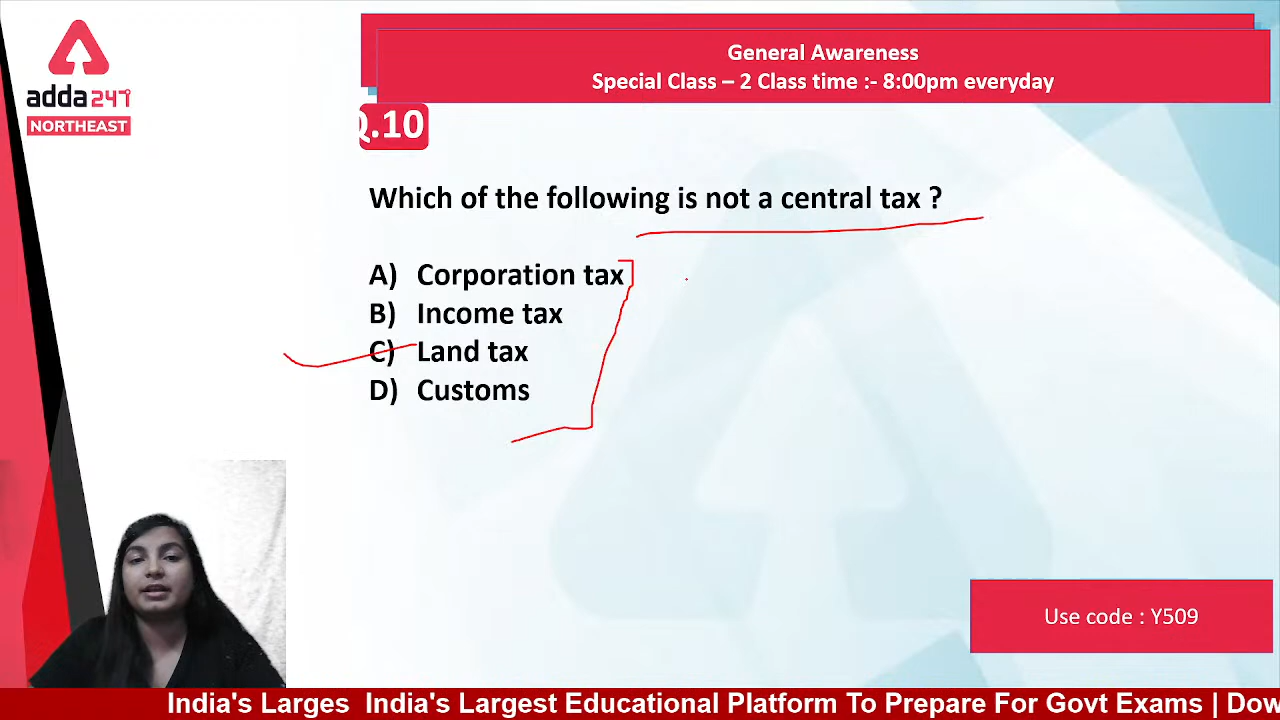 General Awareness
Special Class – 2 Class time :- 8:00pm everyday
adda247
NORTHEAST
Q.10
Which of the following is not a central tax ?
A) Corporation tax
B) Income tax
C) Land tax
D) Customs
Use code : Y509
India's Larges India's Largest Educational Platform To Prepare For Govt Exams | Dow